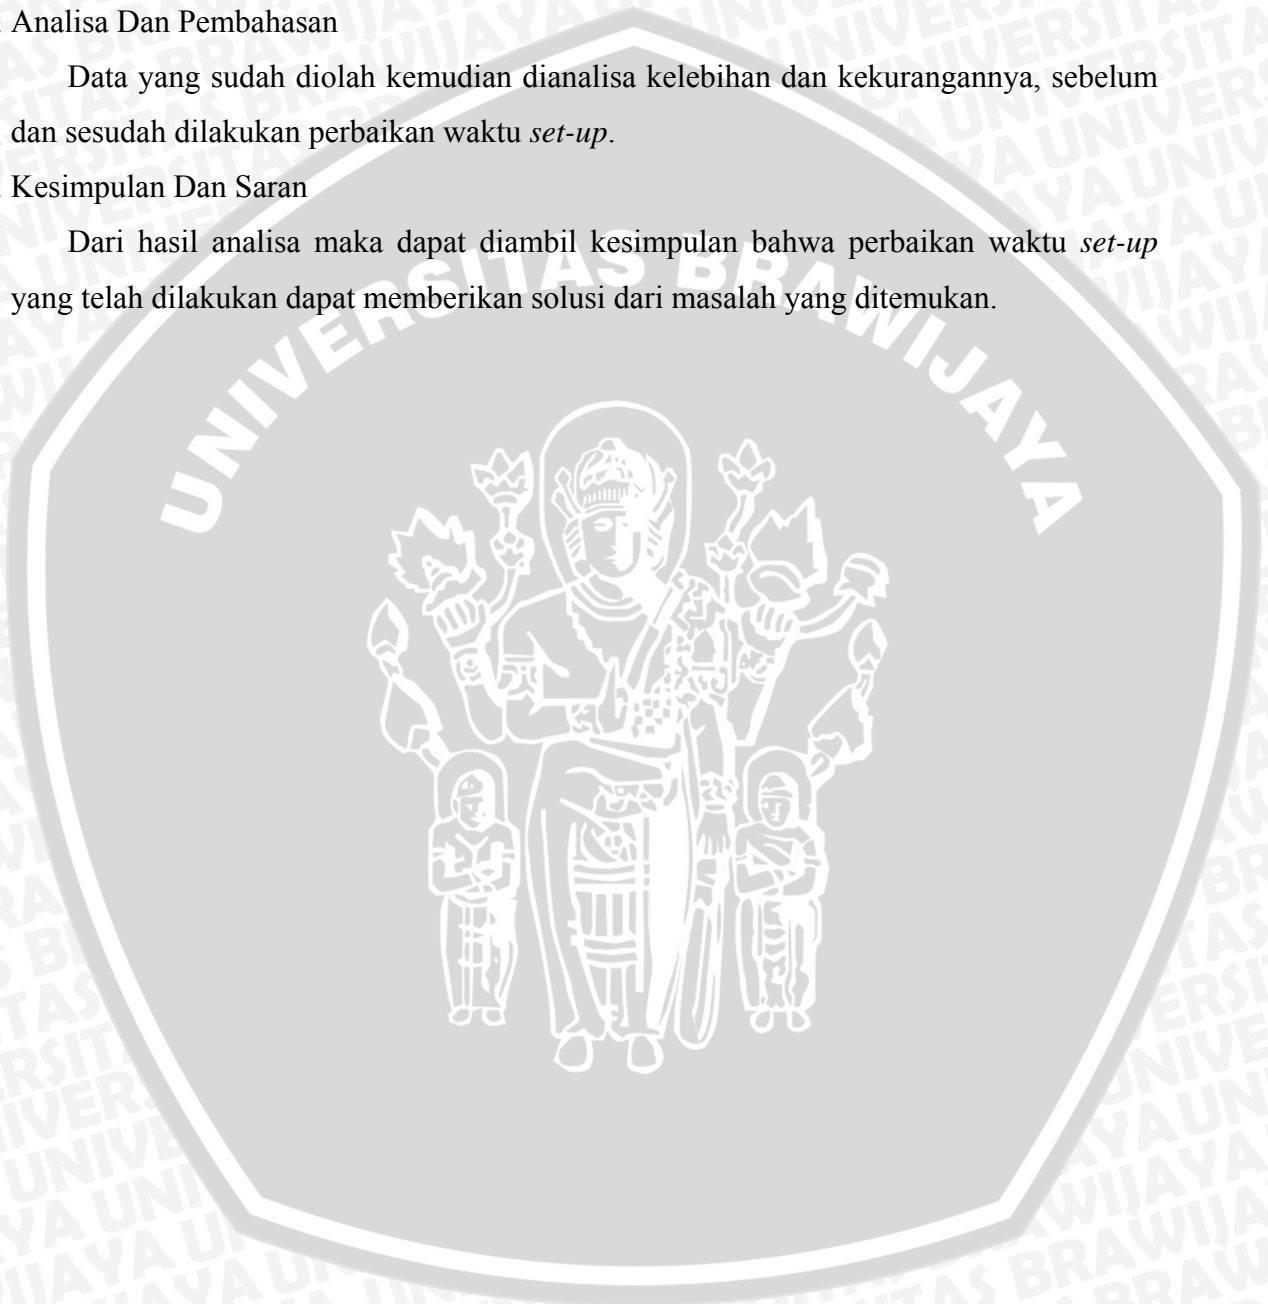 Analisa Dan Pembahasan
Data yang sudah diolah kemudian dianalisa kelebihan dan kekurangannya, sebelum
dan sesudah dilakukan perbaikan waktu set-up.
Kesimpulan Dan Saran
Dari hasil analisa maka dapat diambil kesimpulan bahwa perbaikan waktu set-up
yang telah dilakukan dapat memberikan solusi dari masalah yang ditemukan.
UNIVERSITAS BRAWIJAYA